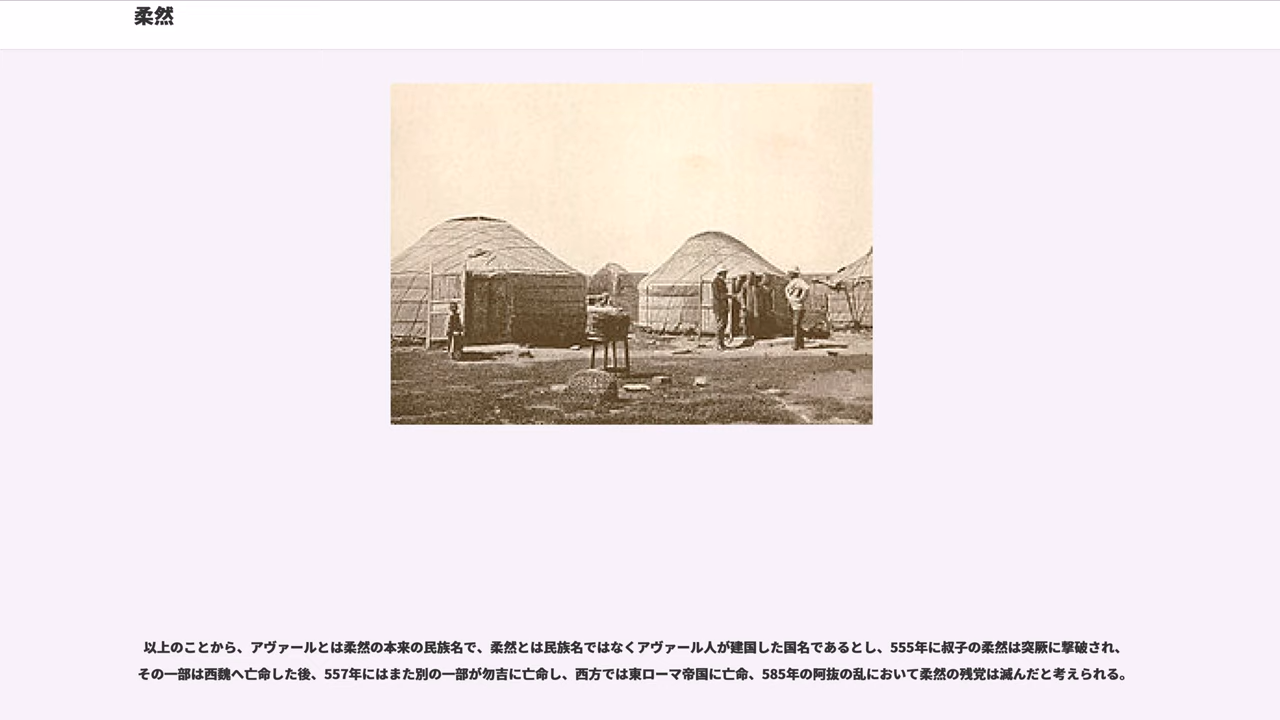 柔然
以上のことから、アヴァールとは柔然の本来の民族名で、柔然とは民族名ではなくアヴァール人が建国した国名であるとし、555年に叔子の柔然は突厥に撃破され、
その一部は西魏へ亡命した後、557年にはまた別の一部が勿吉に亡命し、西方では東ローマ帝国に亡命、585年の阿抜の乱において柔然の残党は滅んだと考えられる。